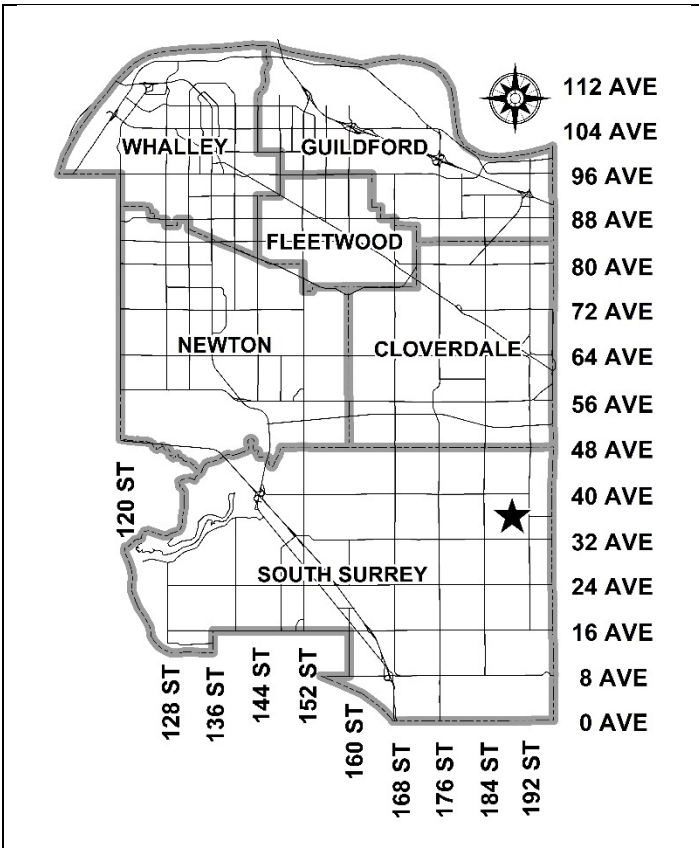 112 AVE
104 AVE
WHALLEY
GUILDFORD
96 AVE
88 AVE
FLEETWOOD
80 AVE
72 AVE
NEWTON
CLOVERDALE
64 AVE
56 AVE
48 AVE
120 ST
40 AVE
32 AVE
SOUTH SURREY
24 AVE
16 AVE
128 ST
136 ST
144 ST
152 ST
160 ST
8 AVE
0 AVE
168 ST
176 ST
184 ST
192 ST